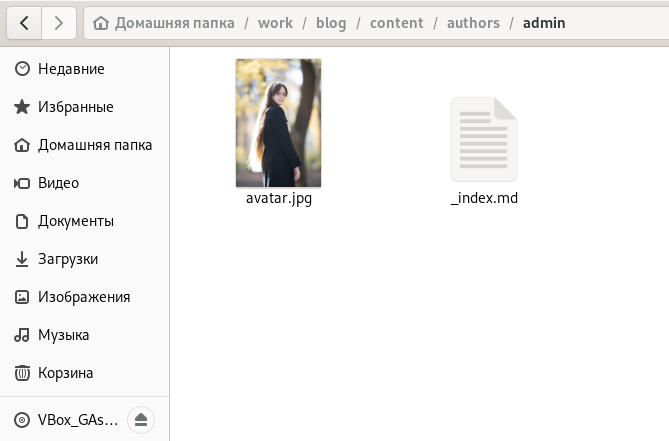 Домашняя папка / work / blog / content / authors / admin
Недавние
Избранные
Домашняя папка
Видео
Документы
Загрузки
Изображения
Музыка
Корзина
VBox_GAs...
avatar.jpg
_index.md